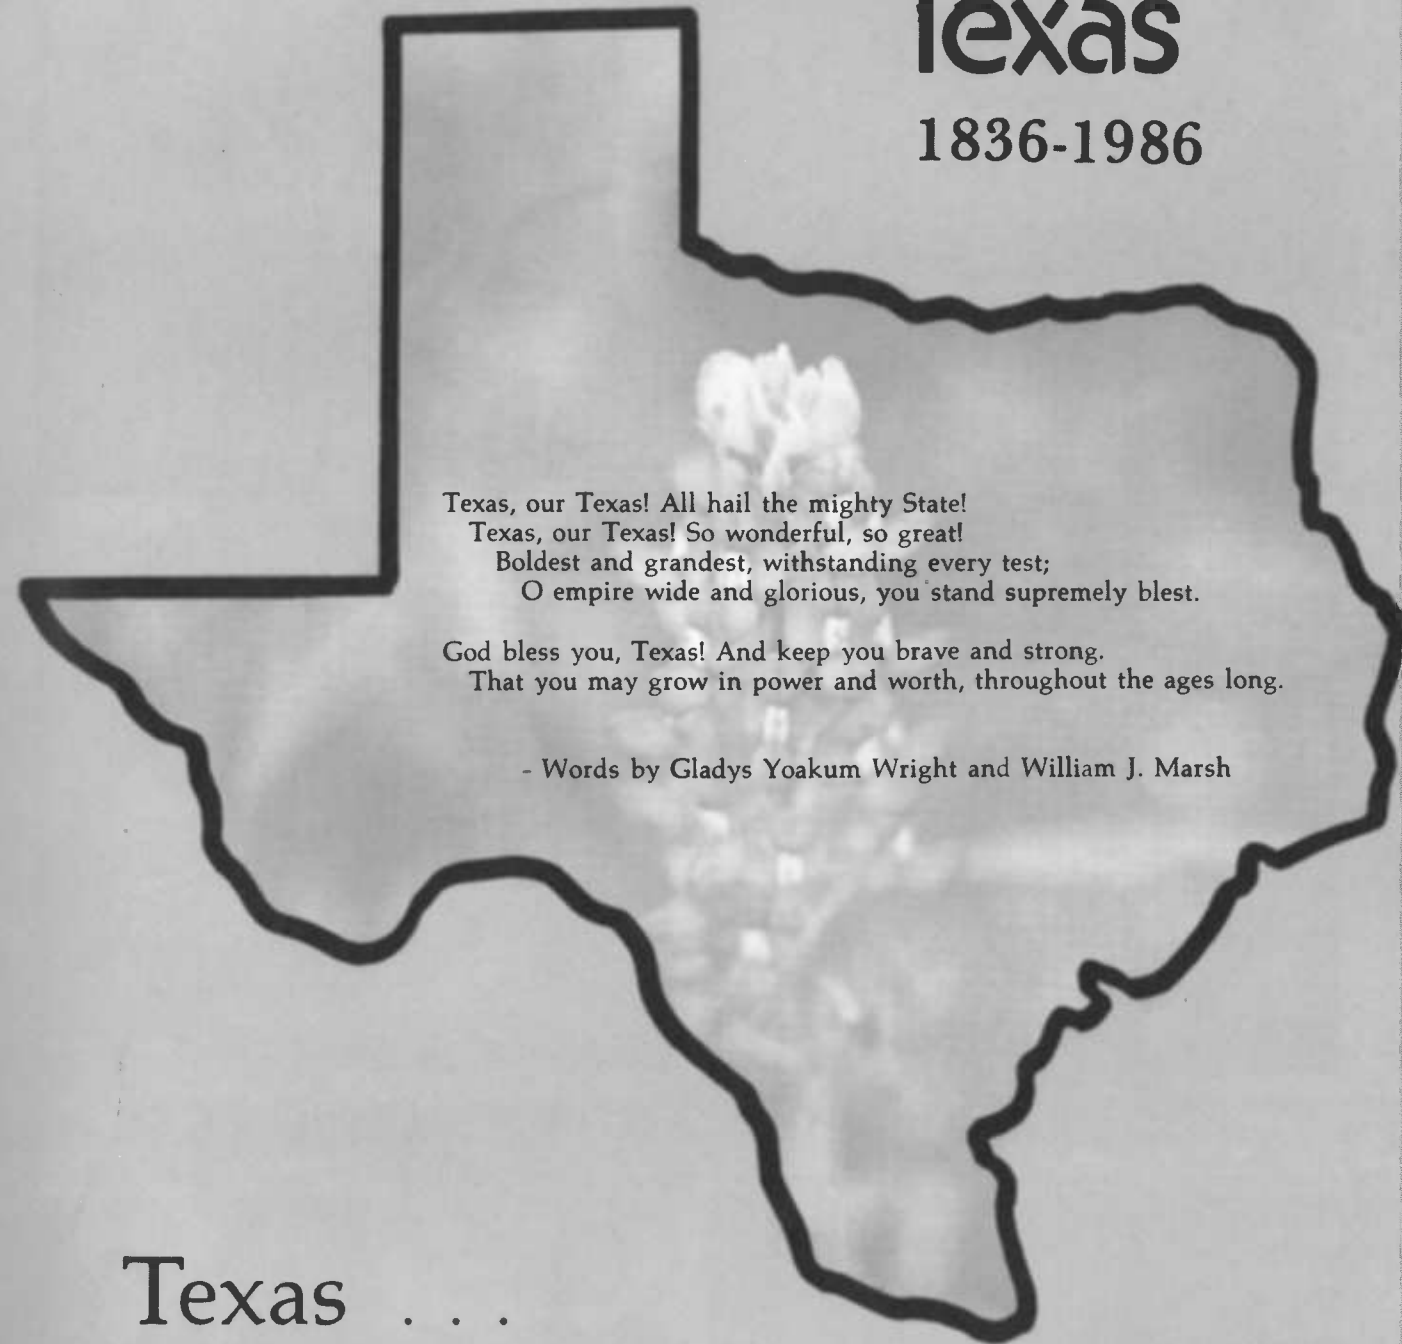 Texas
1836-1986
Texas, our Texas! All hail the mighty State!
Texas, our Texas! So wonderful, so great!
Boldest and grandest, withstanding every test;
O empire wide and glorious, you stand supremely blest.
God bless you, Texas! And keep you brave and strong.
That you may grow in power and worth, throughout the ages long.
- Words by Gladys Yoakum Wright and William J. Marsh
Texas . . .